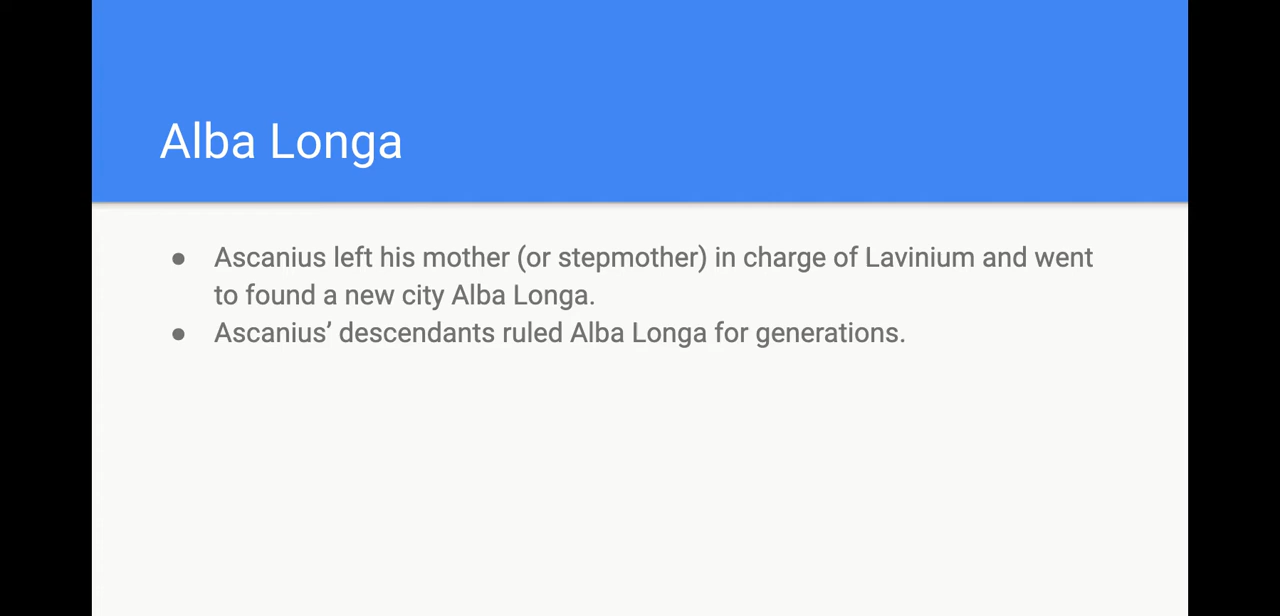 Alba Longa
● Ascanius left his mother (or stepmother) in charge of Lavinium and went
to found a new city Alba Longa.
● Ascanius’ descendants ruled Alba Longa for generations.